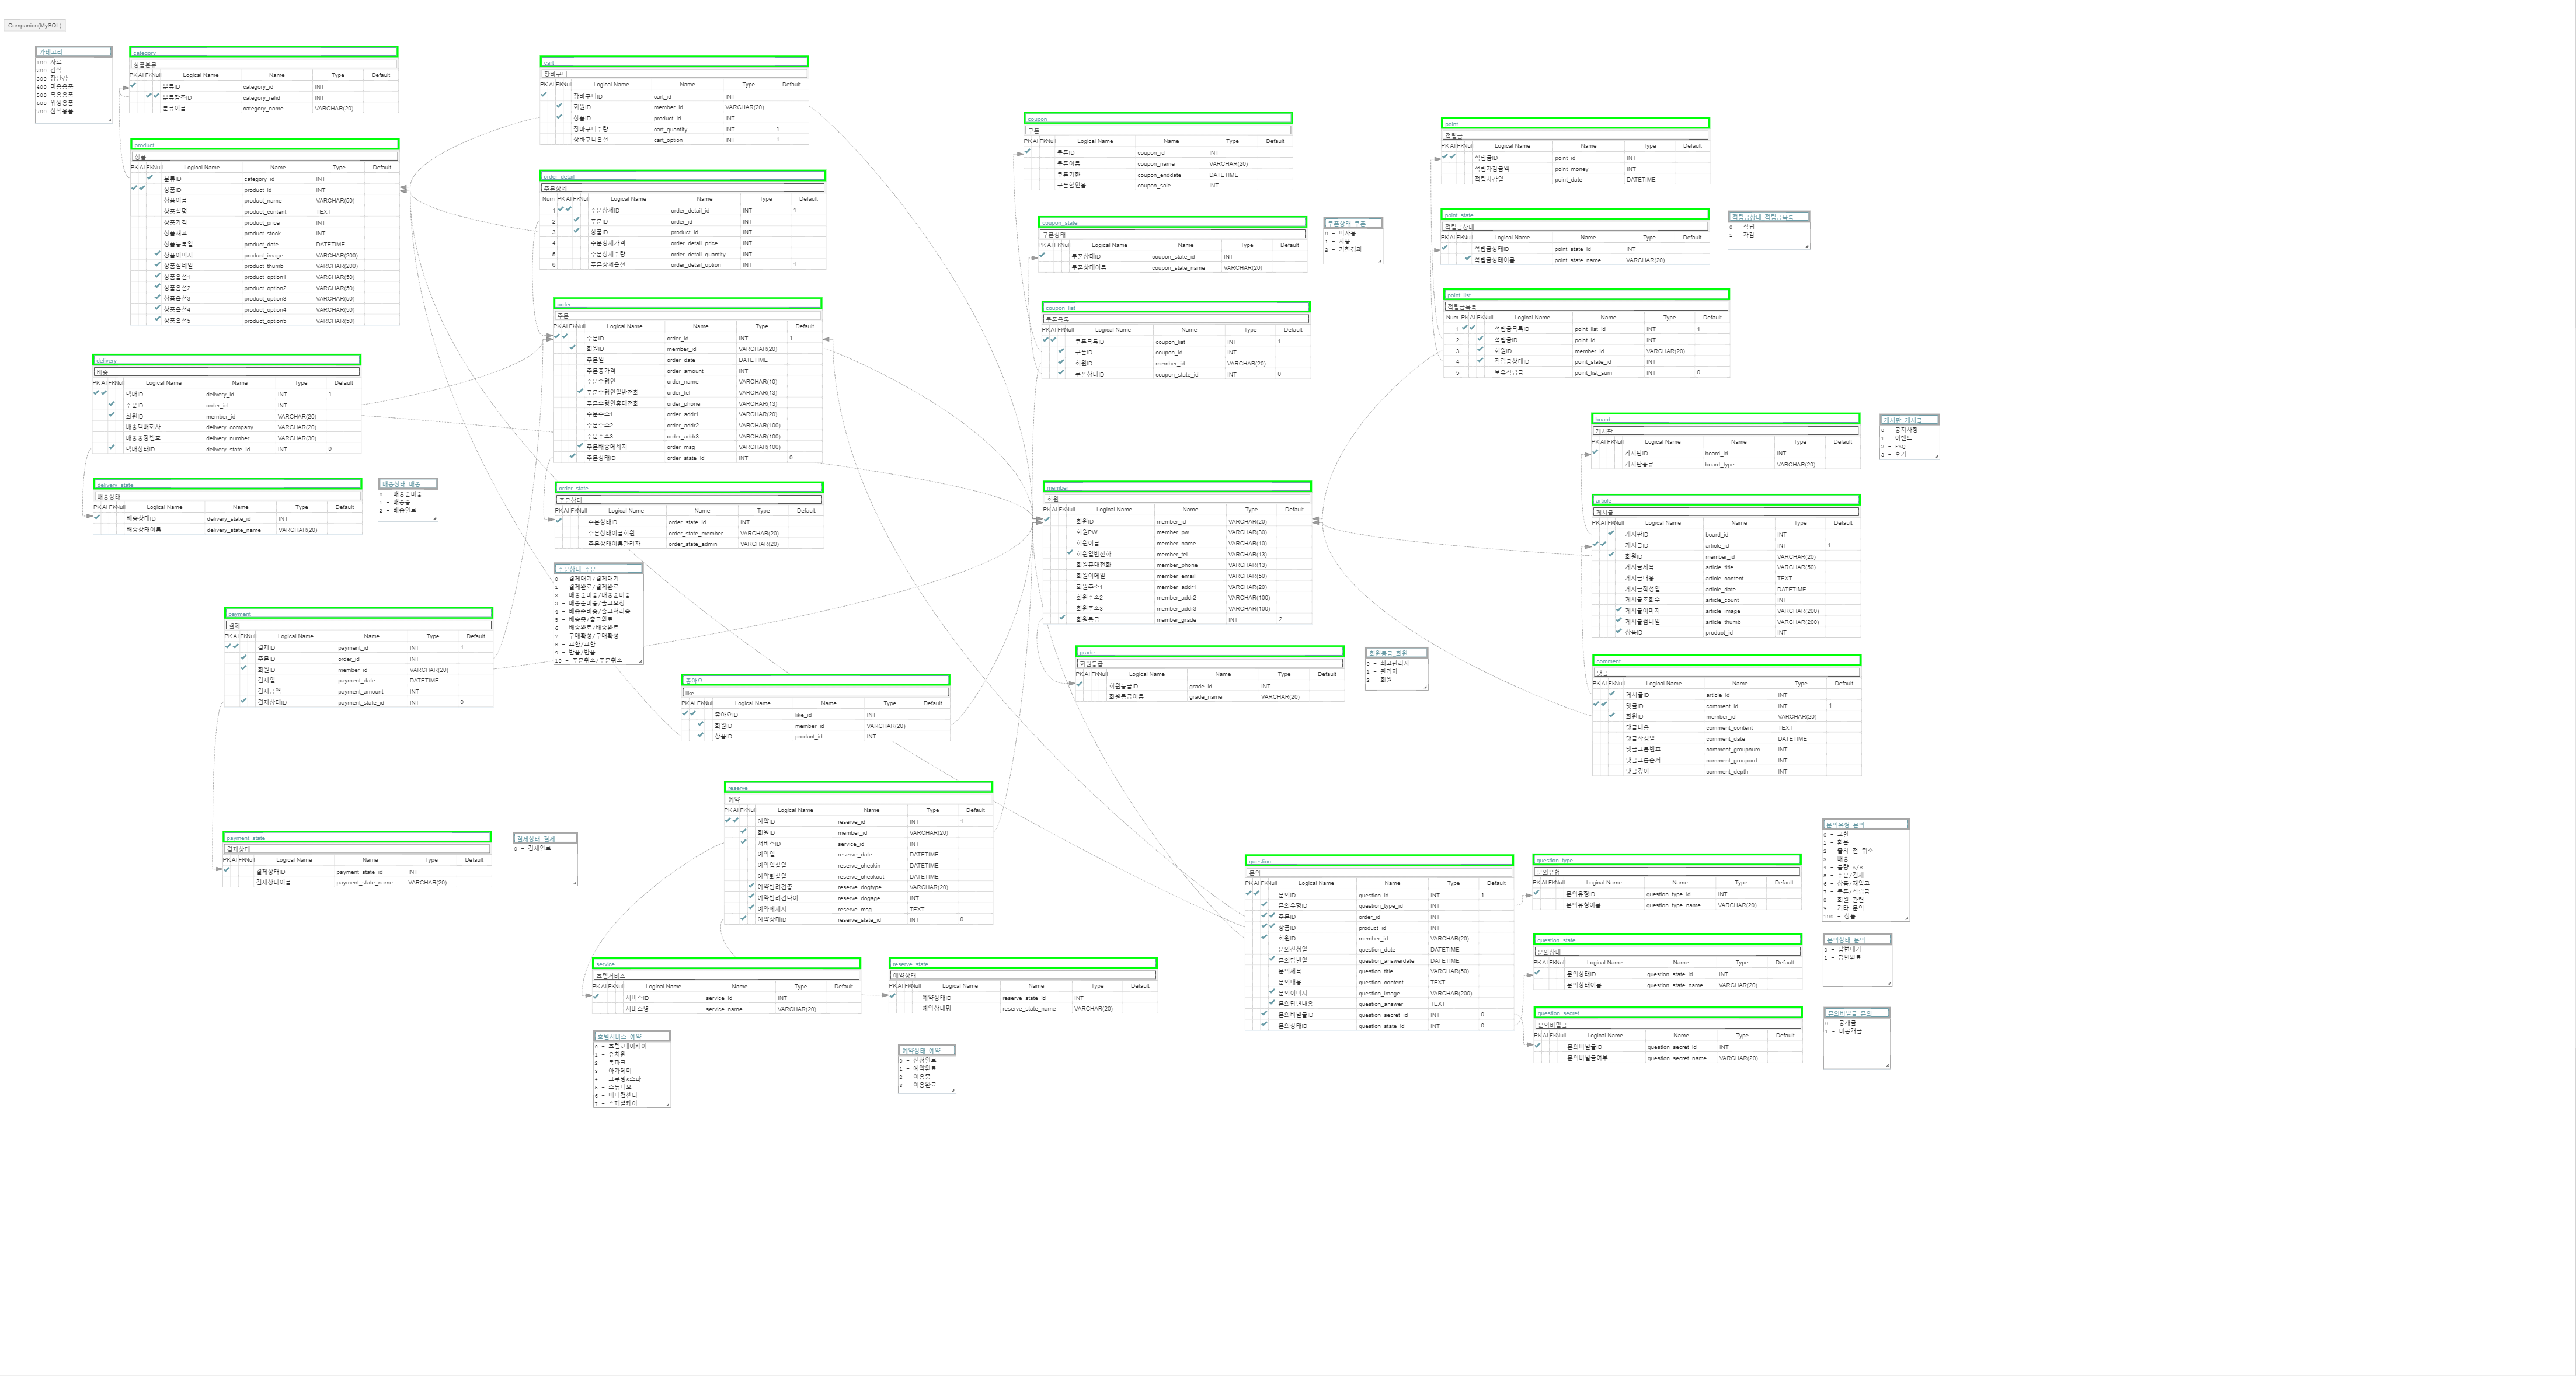 Companion(MySQL)
카테고리
100 사료
200 간식
300 장난감
400 미용용품
500 목욕용품
600 위생용품
700 산책용품
category
상품분류
PK AI FK Null Logical Name Name Type Default
분류ID category_id INT
분류참조ID category_refid INT
분류이름 category_name VARCHAR(20)
product
상품
PK AI FK Null Logical Name Name Type Default
분류ID category_id INT
상품ID product_id INT
상품이름 product_name VARCHAR(50)
상품설명 product_content TEXT
상품가격 product_price INT
상품재고 product_stock INT
상품등록일 product_date DATETIME
상품이미지 product_image VARCHAR(200)
상품썸네일 product_thumb VARCHAR(200)
상품옵션1 product_option1 VARCHAR(50)
상품옵션2 product_option2 VARCHAR(50)
상품옵션3 product_option3 VARCHAR(50)
상품옵션4 product_option4 VARCHAR(50)
상품옵션5 product_option5 VARCHAR(50)
delivery
배송
PK AI FK Null Logical Name Name Type Default
택배ID delivery_id INT 1
주문ID order_id INT
회원ID member_id VARCHAR(20)
배송택배회사 delivery_company VARCHAR(20)
배송송장번호 delivery_number VARCHAR(30)
택배상태ID delivery_state_id INT 0
delivery_state
배송상태
PK AI FK Null Logical Name Name Type Default
배송상태ID delivery_state_id INT
배송상태이름 delivery_state_name VARCHAR(20)
배송상태_배송
0 - 배송준비중
1 - 배송중
2 - 배송완료
payment
결제
PK AI FK Null Logical Name Name Type Default
결제ID payment_id INT 1
주문ID order_id INT
회원ID member_id VARCHAR(20)
결제일 payment_date DATETIME
결제금액 payment_amount INT
결제상태ID payment_state_id INT 0
payment_state
결제상태
PK AI FK Null Logical Name Name Type Default
결제상태ID payment_state_id INT
결제상태이름 payment_state_name VARCHAR(20)
결제상태_결제
0 - 결제완료
cart
장바구니
PK AI FK Null Logical Name Name Type Default
장바구니ID cart_id INT
회원ID member_id VARCHAR(20)
상품ID product_id INT
장바구니수량 cart_quantity INT 1
장바구니옵션 cart_option INT 1
order_detail
주문상세
Num PK AI FK Null Logical Name Name Type Default
1 주문상세ID order_detail_id INT 1
2 주문ID order_id INT
3 상품ID product_id INT
4 주문상세가격 order_detail_price INT
5 주문상세수량 order_detail_quantity INT
6 주문상세옵션 order_detail_option INT 1
order
주문
PK AI FK Null Logical Name Name Type Default
주문ID order_id INT 1
회원ID member_id VARCHAR(20)
주문일 order_date DATETIME
주문총가격 order_amount INT
주문수령인 order_name VARCHAR(10)
주문수령인일반전화 order_tel VARCHAR(13)
주문수령인휴대전화 order_phone VARCHAR(13)
주문주소1 order_addr1 VARCHAR(20)
주문주소2 order_addr2 VARCHAR(100)
주문주소3 order_addr3 VARCHAR(100)
주문배송메세지 order_msg VARCHAR(100)
주문상태ID order_state_id INT 0
order_state
주문상태
PK AI FK Null Logical Name Name Type Default
주문상태ID order_state_id INT
주문상태이름회원 order_state_member VARCHAR(20)
주문상태이름관리자 order_state_admin VARCHAR(20)
주문상태_주문
0 - 결제대기/결제대기
1 - 결제완료/결제완료
2 - 배송준비중/배송준비중
3 - 배송준비중/출고요청
4 - 배송준비중/출고처리중
5 - 배송중/출고완료
6 - 배송완료/배송완료
7 - 구매확정/구매확정
8 - 교환/교환
9 - 반품/반품
10 - 주문취소/주문취소
좋아요
like
PK AI FK Null Logical Name Name Type Default
좋아요ID like_id INT
회원ID member_id VARCHAR(20)
상품ID product_id INT
reserve
예약
PK AI FK Null Logical Name Name Type Default
예약ID reserve_id INT 1
회원ID member_id VARCHAR(20)
서비스ID service_id INT
예약일 reserve_date DATETIME
예약입실일 reserve_checkin DATETIME
예약퇴실일 reserve_checkout DATETIME
예약반려견종 reserve_dogtype VARCHAR(20)
예약반려견나이 reserve_dogage INT
예약메세지 reserve_msg TEXT
예약상태ID reserve_state_id INT 0
service
호텔서비스
PK AI FK Null Logical Name Name Type Default
서비스ID service_id INT
서비스명 service_name VARCHAR(20)
호텔서비스_예약
0 - 호텔&데이케어
1 - 유치원
2 - 독파크
3 - 아카데미
4 - 그루밍&스파
5 - 스튜디오
6 - 메디컬센터
7 - 스페셜케어
reserve_state
예약상태
PK AI FK Null Logical Name Name Type Default
예약상태ID reserve_state_id INT
예약상태명 reserve_state_name VARCHAR(20)
예약상태_예약
0 - 신청완료
1 - 예약완료
2 - 이용중
3 - 이용완료
coupon
쿠폰
PK AI FK Null Logical Name Name Type Default
쿠폰ID coupon_id INT
쿠폰이름 coupon_name VARCHAR(20)
쿠폰기한 coupon_enddate DATETIME
쿠폰할인율 coupon_sale INT
coupon_state
쿠폰상태
PK AI FK Null Logical Name Name Type Default
쿠폰상태ID coupon_state_id INT
쿠폰상태이름 coupon_state_name VARCHAR(20)
쿠폰상태_쿠폰
0 - 미사용
1 - 사용
2 - 기한경과
coupon_list
쿠폰목록
PK AI FK Null Logical Name Name Type Default
쿠폰목록ID coupon_list INT 1
쿠폰ID coupon_id INT
회원ID member_id VARCHAR(20)
쿠폰상태ID coupon_state_id INT 0
member
회원
PK AI FK Null Logical Name Name Type Default
회원ID member_id VARCHAR(20)
회원PW member_pw VARCHAR(30)
회원이름 member_name VARCHAR(10)
회원일반전화 member_tel VARCHAR(13)
회원휴대전화 member_phone VARCHAR(13)
회원이메일 member_email VARCHAR(50)
회원주소1 member_addr1 VARCHAR(20)
회원주소2 member_addr2 VARCHAR(100)
회원주소3 member_addr3 VARCHAR(100)
회원등급 member_grade INT 2
grade
회원등급
PK AI FK Null Logical Name Name Type Default
회원등급ID grade_id INT
회원등급이름 grade_name VARCHAR(20)
회원등급_회원
0 - 최고관리자
1 - 관리자
2 - 회원
point
적립금
PK AI FK Null Logical Name Name Type Default
적립금ID point_id INT
적립차감금액 point_money INT
적립차감일 point_date DATETIME
point_state
적립금상태
PK AI FK Null Logical Name Name Type Default
적립금상태ID point_state_id INT
적립금상태이름 point_state_name VARCHAR(20)
적립금상태_적립금목록
0 - 적립
1 - 차감
point_list
적립금목록
Num PK AI FK Null Logical Name Name Type Default
1 적립금목록ID point_list_id INT 1
2 적립금ID point_id INT
3 회원ID member_id VARCHAR(20)
4 적립금상태ID point_state_id INT
5 보유적립금 point_list_sum INT 0
board
게시판
PK AI FK Null Logical Name Name Type Default
게시판ID board_id INT
게시판종류 board_type VARCHAR(20)
게시판_게시글
0 - 공지사항
1 - 이벤트
2 - FAQ
3 - 후기
article
게시글
PK AI FK Null Logical Name Name Type Default
게시판ID board_id INT
게시글ID article_id INT 1
회원ID member_id VARCHAR(20)
게시글제목 article_title VARCHAR(50)
게시글내용 article_content TEXT
게시글작성일 article_date DATETIME
게시글조회수 article_count INT
게시글이미지 article_image VARCHAR(200)
게시글썸네일 article_thumb VARCHAR(200)
상품ID product_id INT
comment
댓글
PK AI FK Null Logical Name Name Type Default
게시글ID article_id INT
댓글ID comment_id INT 1
회원ID member_id VARCHAR(20)
댓글내용 comment_content TEXT
댓글작성일 comment_date DATETIME
댓글그룹번호 comment_groupnum INT
댓글그룹순서 comment_groupord INT
댓글깊이 comment_depth INT
question
문의
PK AI FK Null Logical Name Name Type Default
문의ID question_id INT 1
문의유형ID question_type_id INT
주문ID order_id INT
상품ID product_id INT
회원ID member_id VARCHAR(20)
문의신청일 question_date DATETIME
문의답변일 question_answerdate DATETIME
문의제목 question_title VARCHAR(50)
문의내용 question_content TEXT
문의이미지 question_image VARCHAR(200)
문의답변내용 question_answer TEXT
문의비밀글ID question_secret_id INT 0
문의상태ID question_state_id INT 0
question_type
문의유형
PK AI FK Null Logical Name Name Type Default
문의유형ID question_type_id INT
문의유형이름 question_type_name VARCHAR(20)
문의유형_문의
0 - 교환
1 - 환불
2 - 출하 전 취소
3 - 배송
4 - 불량 A/S
5 - 주문/결제
6 - 상품/재입고
7 - 쿠폰/적립금
8 - 회원 관련
9 - 기타 문의
100 - 상품
question_state
문의상태
PK AI FK Null Logical Name Name Type Default
문의상태ID question_state_id INT
문의상태이름 question_state_name VARCHAR(20)
문의상태_문의
0 - 답변대기
1 - 답변완료
question_secret
문의비밀글
PK AI FK Null Logical Name Name Type Default
문의비밀글ID question_secret_id INT
문의비밀글여부 question_secret_name VARCHAR(20)
문의비밀글_문의
0 - 공개글
1 - 비공개글